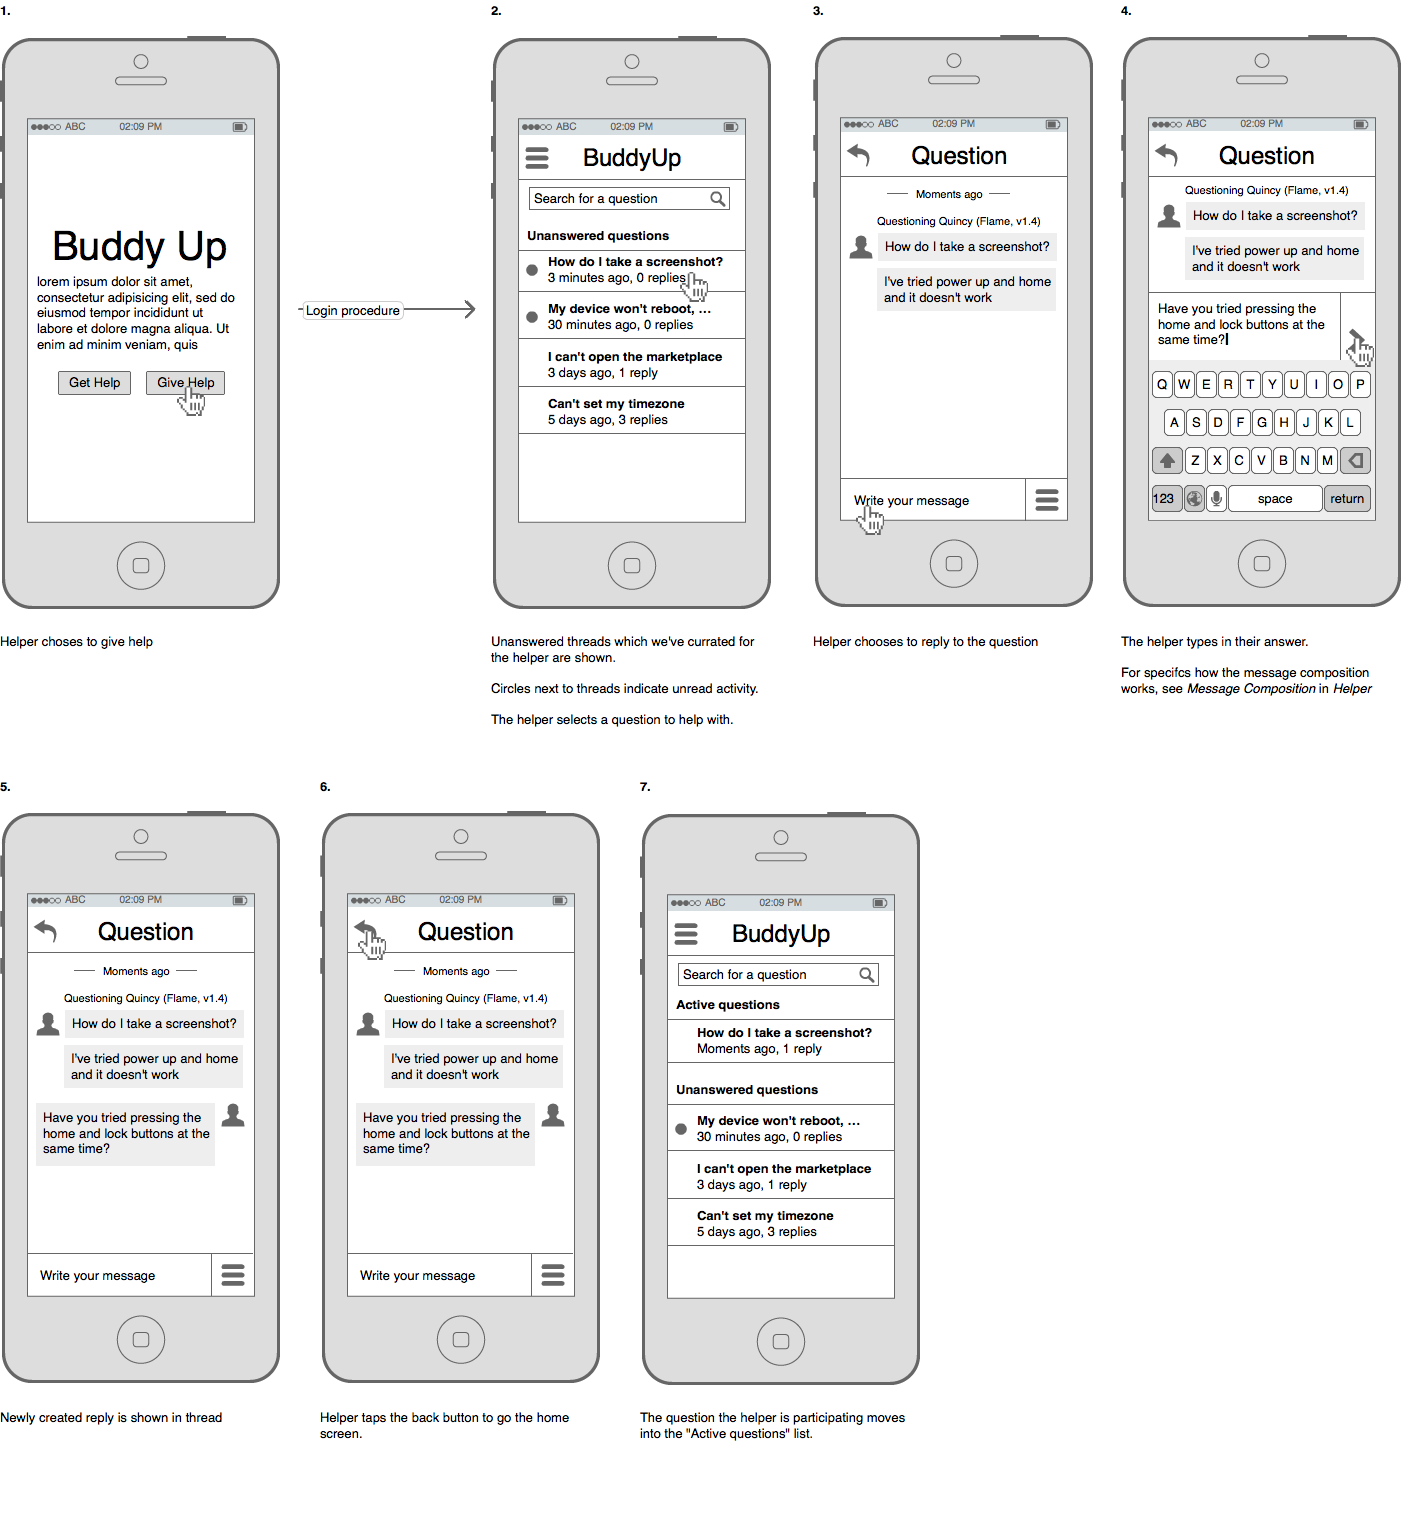 1.
ABC 02:09 PM
Buddy Up
lorem ipsum dolor sit amet,
consectetur adipisicing elit, sed do
eiusmod tempor incididunt ut
labore et dolore magna aliqua. Ut
enim ad minim veniam, quis
Get Help
Give Help
Helper choses to give help
Login procedure
2.
ABC 02:09 PM
BuddyUp
Search for a question
Unanswered questions
How do I take a screenshot?
3 minutes ago, 0 replies
My device won't reboot, ...
30 minutes ago, 0 replies
I can't open the marketplace
3 days ago, 1 reply
Can't set my timezone
5 days ago, 3 replies
Unanswered threads which we've currated for
the helper are shown.
Circles next to threads indicate unread activity.
The helper selects a question to help with.
3.
ABC 02:09 PM
Question
Moments ago
Questioning Quincy (Flame, v1.4)
How do I take a screenshot?
I've tried power up and home
and it doesn't work
Write your message
Helper chooses to reply to the question
4.
ABC 02:09 PM
Question
Questioning Quincy (Flame, v1.4)
How do I take a screenshot?
I've tried power up and home
and it doesn't work
Have you tried pressing the
home and lock buttons at the
same time?
Q W E R T Y U I O P
A S D F G H J K L
Z X C V B N M
123 space return
The helper types in their answer.
For specifcs how the message composition
works, see Message Composition in Helper
5.
ABC 02:09 PM
Question
Moments ago
Questioning Quincy (Flame, v1.4)
How do I take a screenshot?
I've tried power up and home
and it doesn't work
Have you tried pressing the
home and lock buttons at the
same time?
Write your message
Newly created reply is shown in thread
6.
ABC 02:09 PM
Question
Moments ago
Questioning Quincy (Flame, v1.4)
How do I take a screenshot?
I've tried power up and home
and it doesn't work
Have you tried pressing the
home and lock buttons at the
same time?
Write your message
Helper taps the back button to go the home
screen.
7.
ABC 02:09 PM
BuddyUp
Search for a question
Active questions
How do I take a screenshot?
Moments ago, 1 reply
Unanswered questions
My device won't reboot, ...
30 minutes ago, 0 replies
I can't open the marketplace
3 days ago, 1 reply
Can't set my timezone
5 days ago, 3 replies
The question the helper is participating moves
into the "Active questions" list.